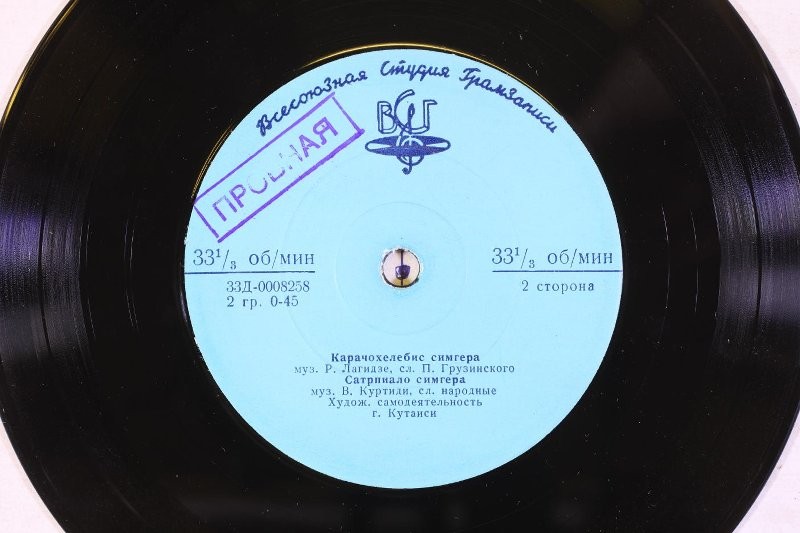 Всесоюзная Студия Грамзаписи
ВСГ
ПРОБНАЯ
33¹/₃ об/мин
33Д-0008258
2 гр. 0-45
33¹/₃ об/мин
2 сторона
Карачохелебис симгера
муз. Р. Лагидзе, сл. П. Грузинского
Сатрпиало симгера
муз. В. Куртиди, сл. народные
Худож. самодеятельность
г. Кутаиси